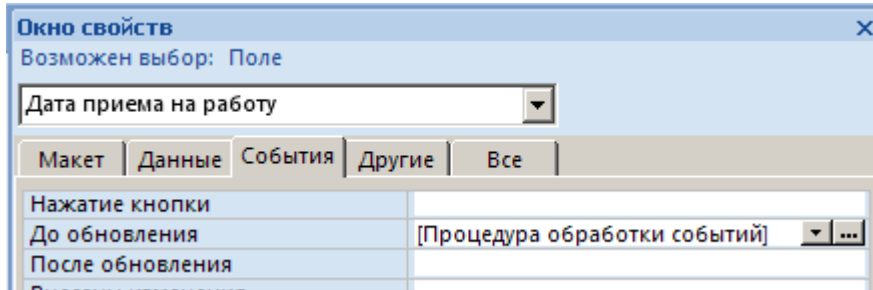 Окно свойств
Возможен выбор: Поле
Дата приема на работу
Макет Данные События Другие Все
Нажатие кнопки
До обновления [Процедура обработки событий]
После обновления